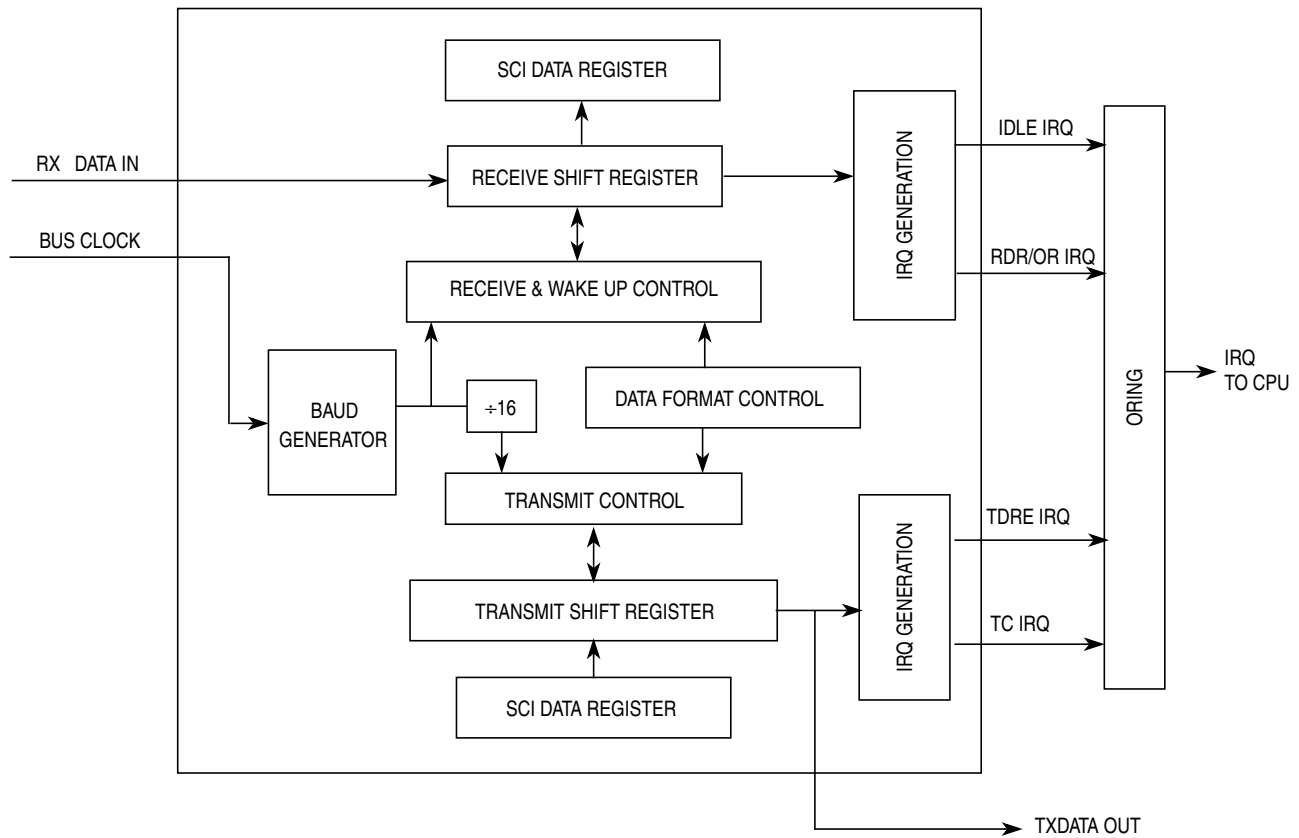 SCI DATA REGISTER
RX DATA IN
RECEIVE SHIFT REGISTER
IRQ GENERATION
IDLE IRQ
BUS CLOCK
RECEIVE & WAKE UP CONTROL
RDR/OR IRQ
BAUD
GENERATOR
÷16
DATA FORMAT CONTROL
ORING
IRQ
TO CPU
TRANSMIT CONTROL
TRANSMIT SHIFT REGISTER
IRQ GENERATION
TDRE IRQ
TC IRQ
SCI DATA REGISTER
TXDATA OUT